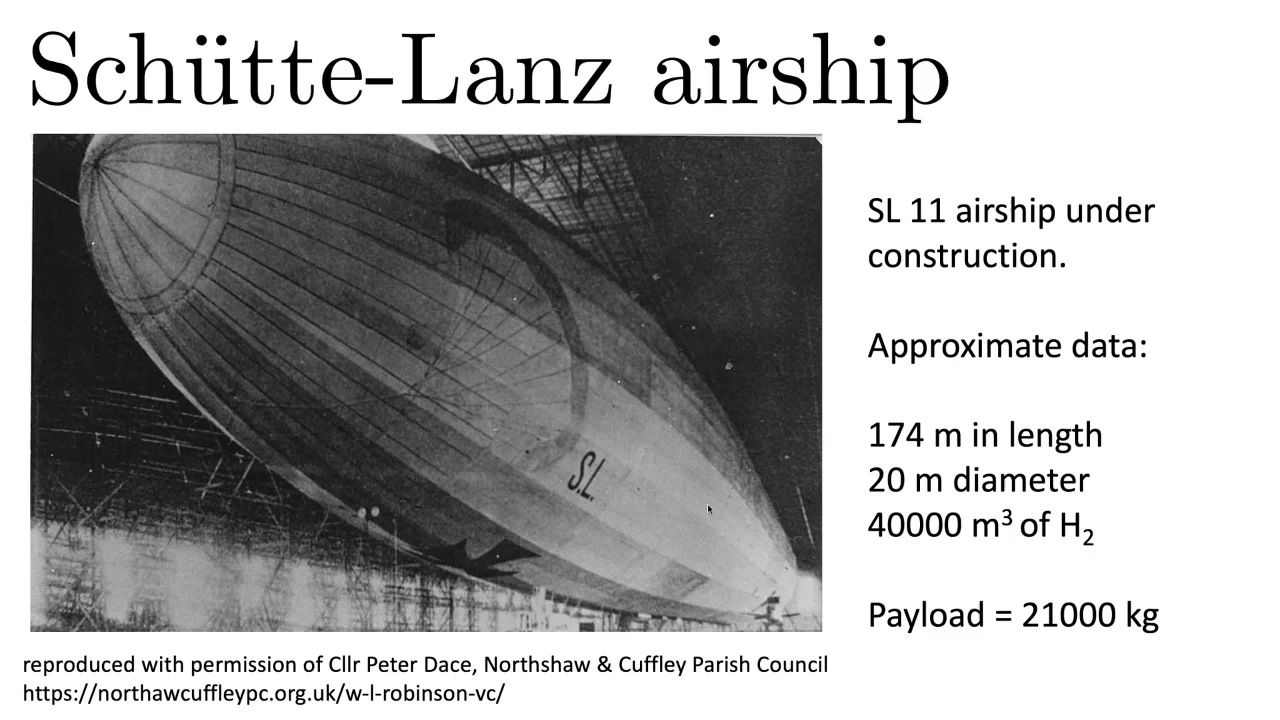 Schütte-Lanz airship
SL 11 airship under
construction.
Approximate data:
174 m in length
20 m diameter
40000 m³ of H₂
Payload = 21000 kg
S.L.
reproduced with permission of Cllr Peter Dace, Northshaw & Cuffley Parish Council
https://northawcuffleypc.org.uk/w-l-robinson-vc/